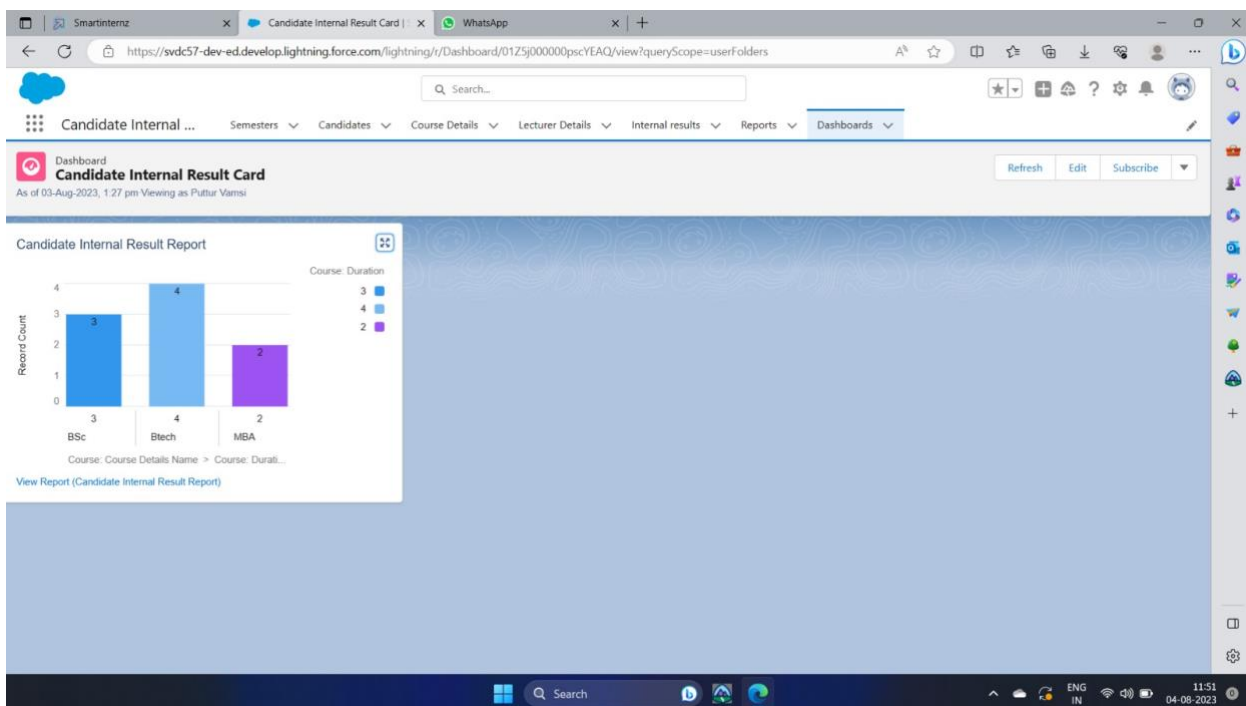 Smartinternz
Candidate Internal Result Card |
WhatsApp
https://svdc57-dev-ed.develop.lightning.force.com/lightning/r/Dashboard/01Z5j000000pscYEAQ/view?queryScope=userFolders
Search...
Candidate Internal ...
Semesters
Candidates
Course Details
Lecturer Details
Internal results
Reports
Dashboards
Dashboard
Candidate Internal Result Card
As of 03-Aug-2023, 1:27 pm Viewing as Puttur Vamsi
Refresh
Edit
Subscribe
Candidate Internal Result Report
Course: Duration
3
4
2
Record Count
4
3
2
1
0
3
4
2
3
4
2
BSc
Btech
MBA
Course: Course Details Name > Course: Durati...
View Report (Candidate Internal Result Report)
Search
ENG
IN
11:51
04-08-2023